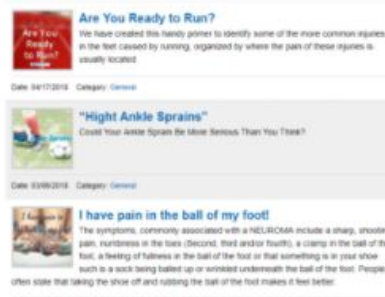 Are You Ready to Run?
Are You
Ready
to Run?
We have created this handy primer to identify some of the more common injuries
in the feet caused by running, organized by where the pain of these injuries is
usually located
Date: 04/17/2018 Category: General
"Hight Ankle Sprains"
Could Your Ankle Sprain Be More Serious Than You Think?
Category: General
I have pain in the ball of my foot!
The symptoms, commonly associated with a NEUROMA include a sharp, shooting
pain, numbness in the toes (Second, third and/or fourth), a cramp in the ball of the
foot, a feeling of fullness in the ball of the foot or that something is in your shoe
such is a sock being balled up or wrinkled underneath the ball of the foot. People
often state that taking the shoe off and rubbing the ball of the foot makes it feel better.